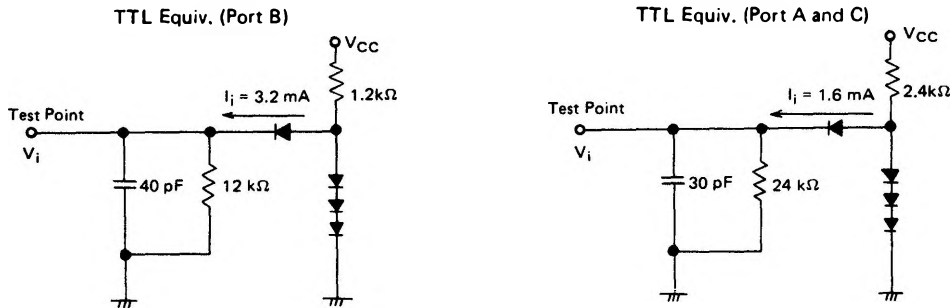 TTL Equiv. (Port B)
VCC
1.2kΩ
Ii = 3.2 mA
Test Point
Vi
40 pF
12 kΩ
TTL Equiv. (Port A and C)
VCC
2.4kΩ
Ii = 1.6 mA
Test Point
Vi
30 pF
24 kΩ